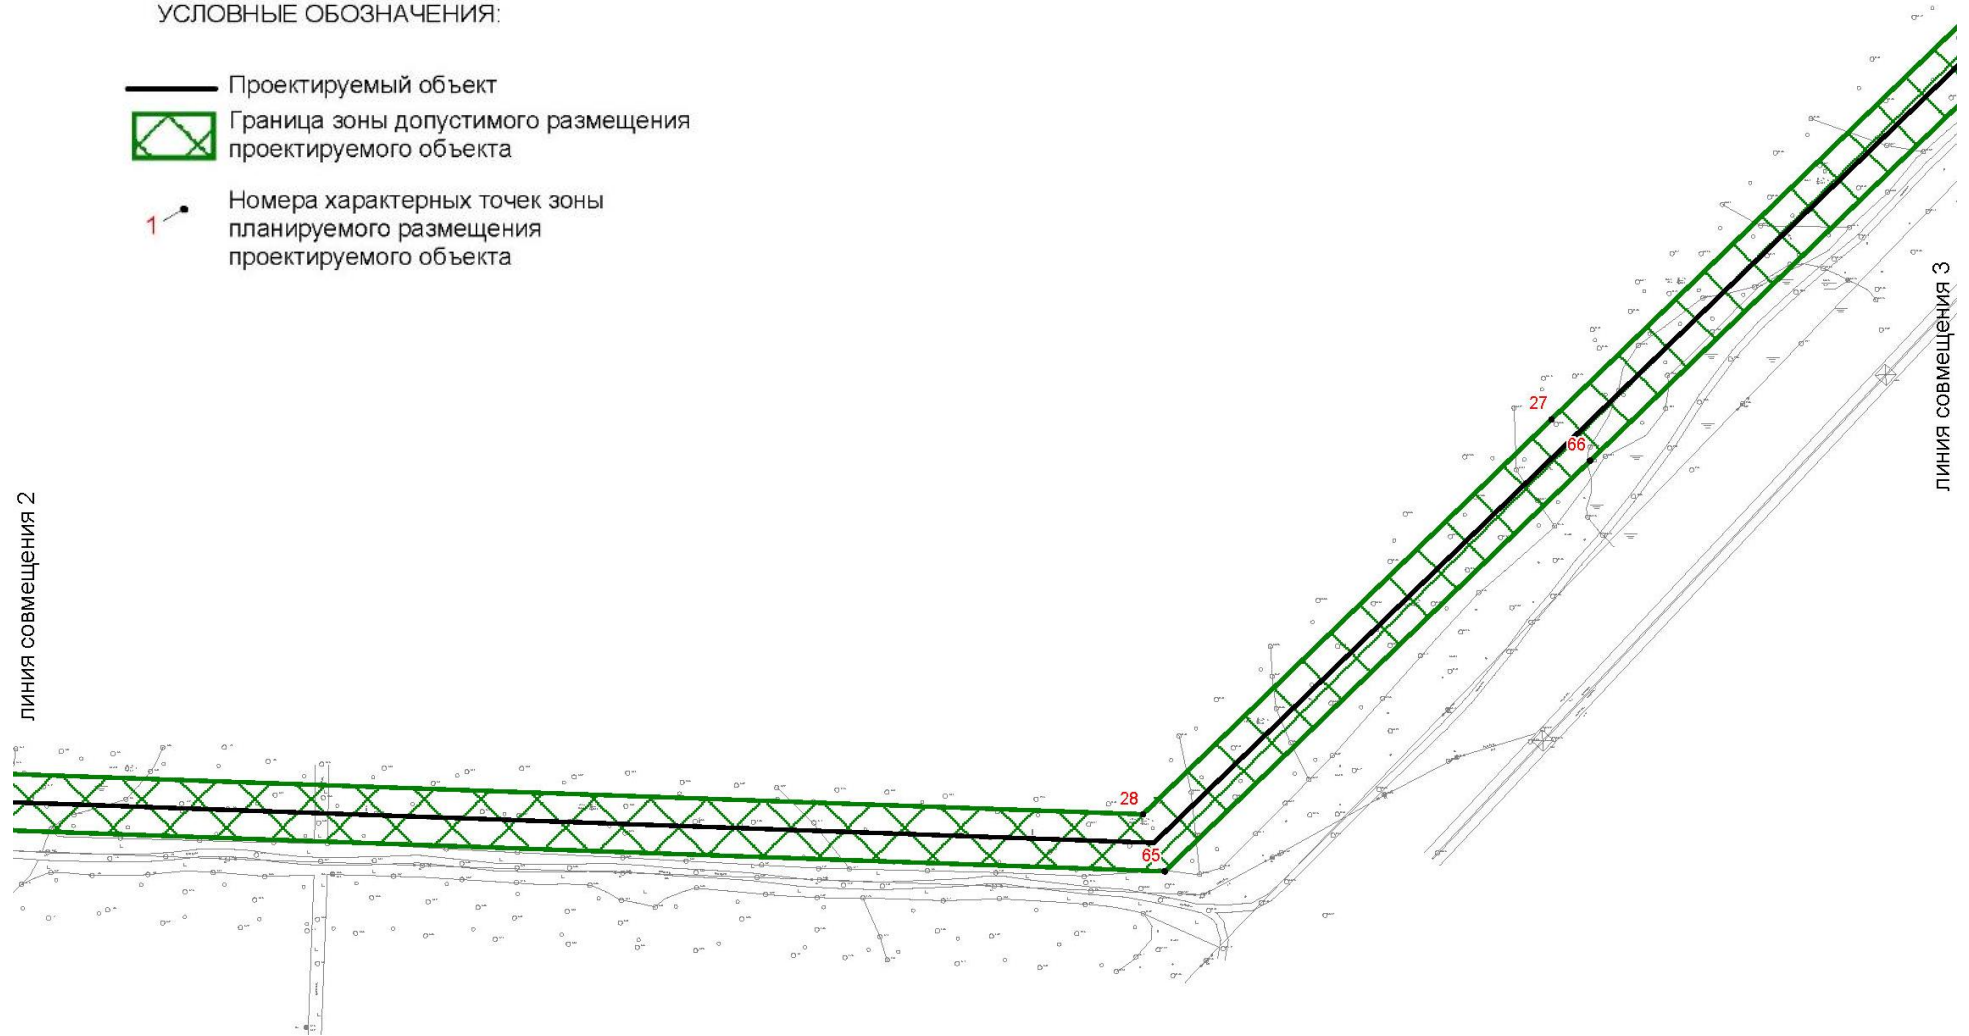 УСЛОВНЫЕ ОБОЗНАЧЕНИЯ:
Проектируемый объект
Граница зоны допустимого размещения
проектируемого объекта
1
Номера характерных точек зоны
планируемого размещения
проектируемого объекта
линия совмещения 2
линия совмещения 3
27
66
28
65